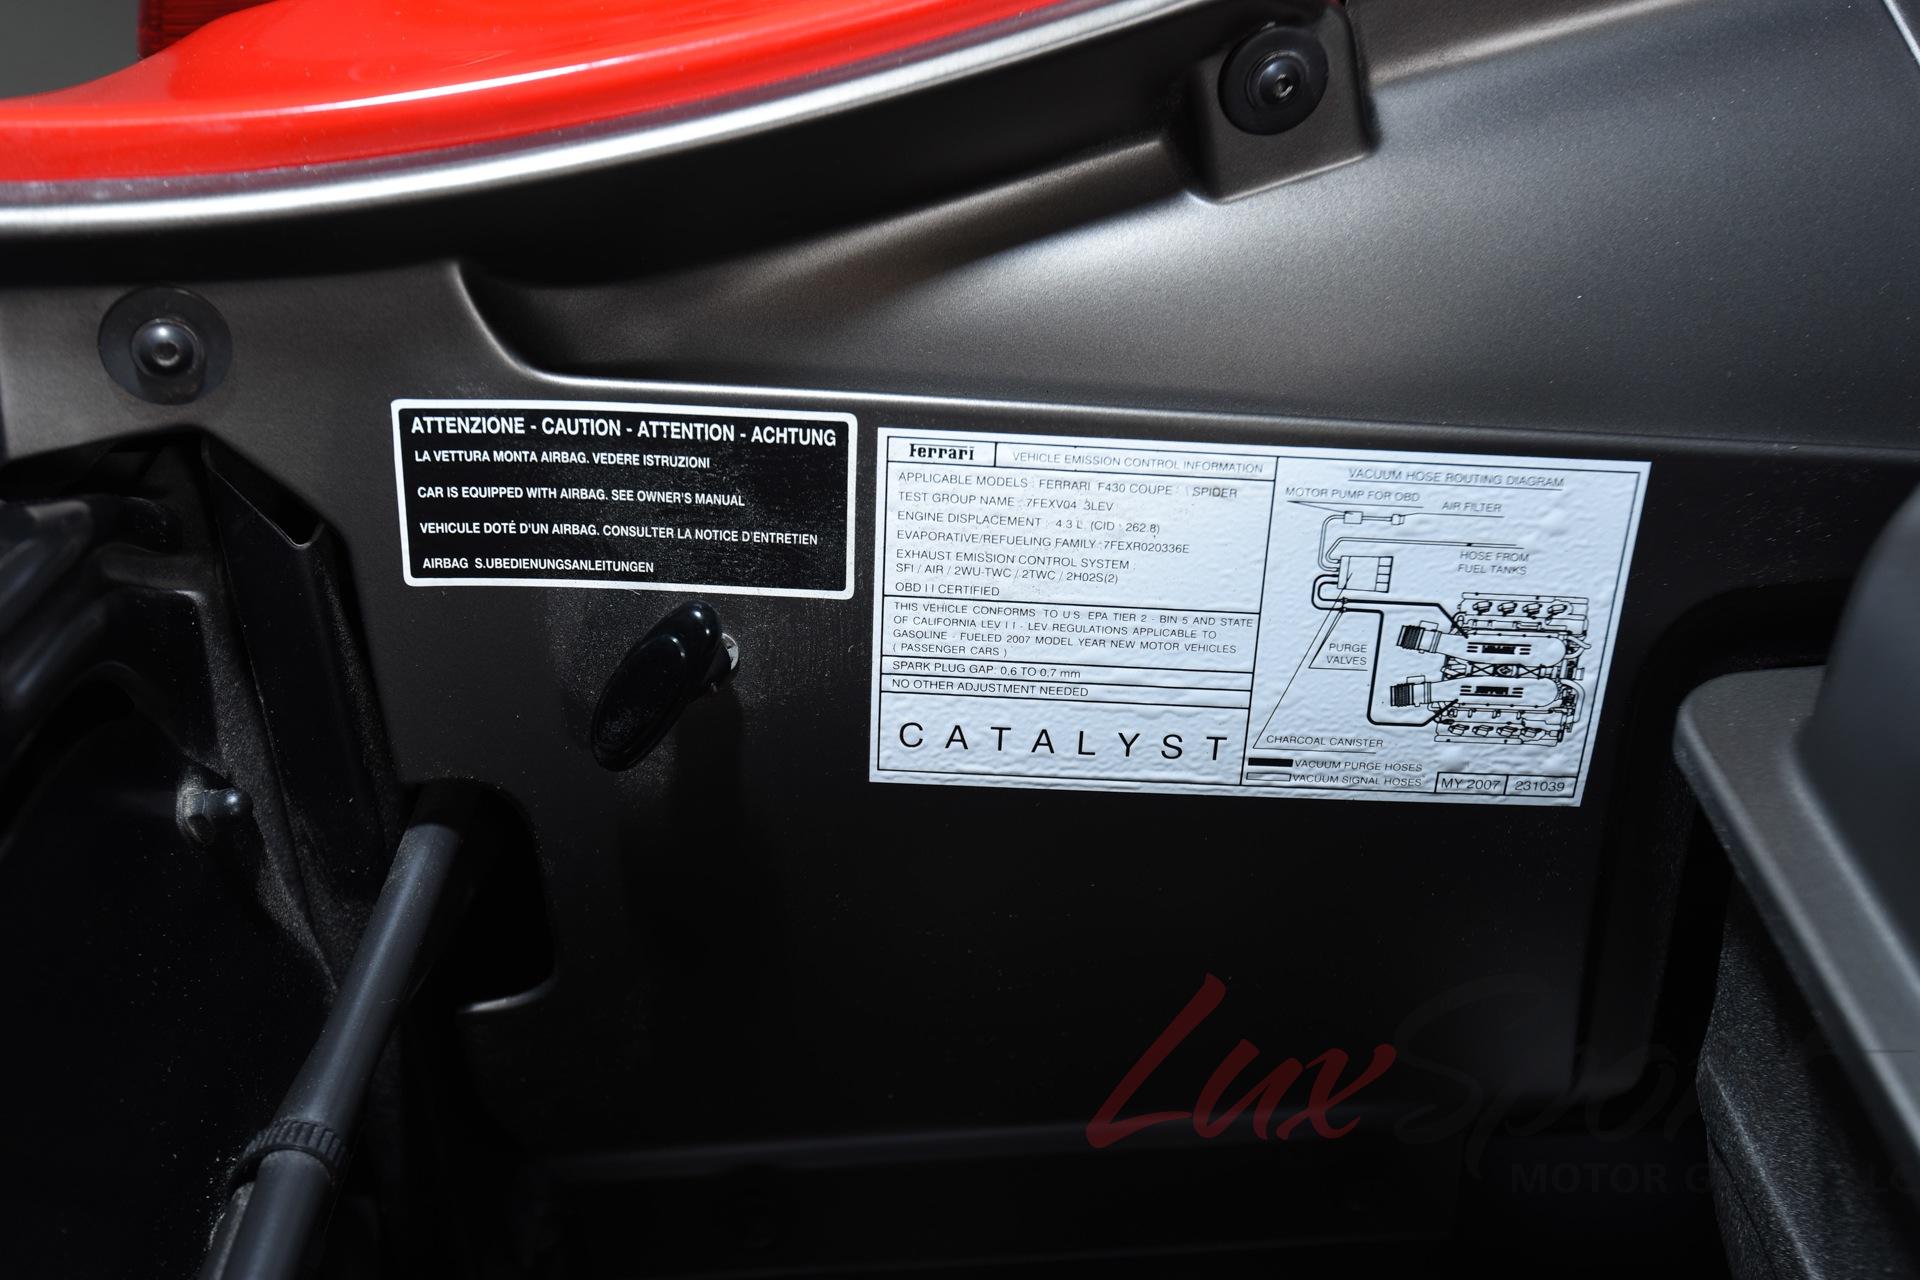 ATTENZIONE - CAUTION - ATTENTION - ACHTUNG
LA VETTURA MONTA AIRBAG. VEDERE ISTRUZIONI
CAR IS EQUIPPED WITH AIRBAG. SEE OWNER'S MANUAL
VEHICULE DOTÉ D'UN AIRBAG. CONSULTER LA NOTICE D'ENTRETIEN
AIRBAG S.UBEDIENUNGSANLEITUNGEN
Ferrari
VEHICLE EMISSION CONTROL INFORMATION
APPLICABLE MODELS : FERRARI F430 COUPE \ SPIDER
TEST GROUP NAME : 7FEXV04 3LEV
ENGINE DISPLACEMENT : 4.3 L. (CID : 262.8)
EVAPORATIVE/REFUELING FAMILY :7FEXR020336E
EXHAUST EMISSION CONTROL SYSTEM :
SFI / AIR / 2WU-TWC / 2TWC / 2HO2S(2)
OBD I I CERTIFIED
THIS VEHICLE CONFORMS TO U.S. EPA TIER 2 - BIN 5 AND STATE
OF CALIFORNIA LEV I I - LEV REGULATIONS APPLICABLE TO
GASOLINE - FUELED 2007 MODEL YEAR NEW MOTOR VEHICLES
( PASSENGER CARS )
SPARK PLUG GAP: 0,6 TO 0,7 mm
NO OTHER ADJUSTMENT NEEDED
CATALYST
VACUUM HOSE ROUTING DIAGRAM
MOTOR PUMP FOR OBD
AIR FILTER
HOSE FROM
FUEL TANKS
PURGE
VALVES
CHARCOAL CANISTER
VACUUM PURGE HOSES
VACUUM SIGNAL HOSES
MY 2007
231039
Lux Sport
MOTOR